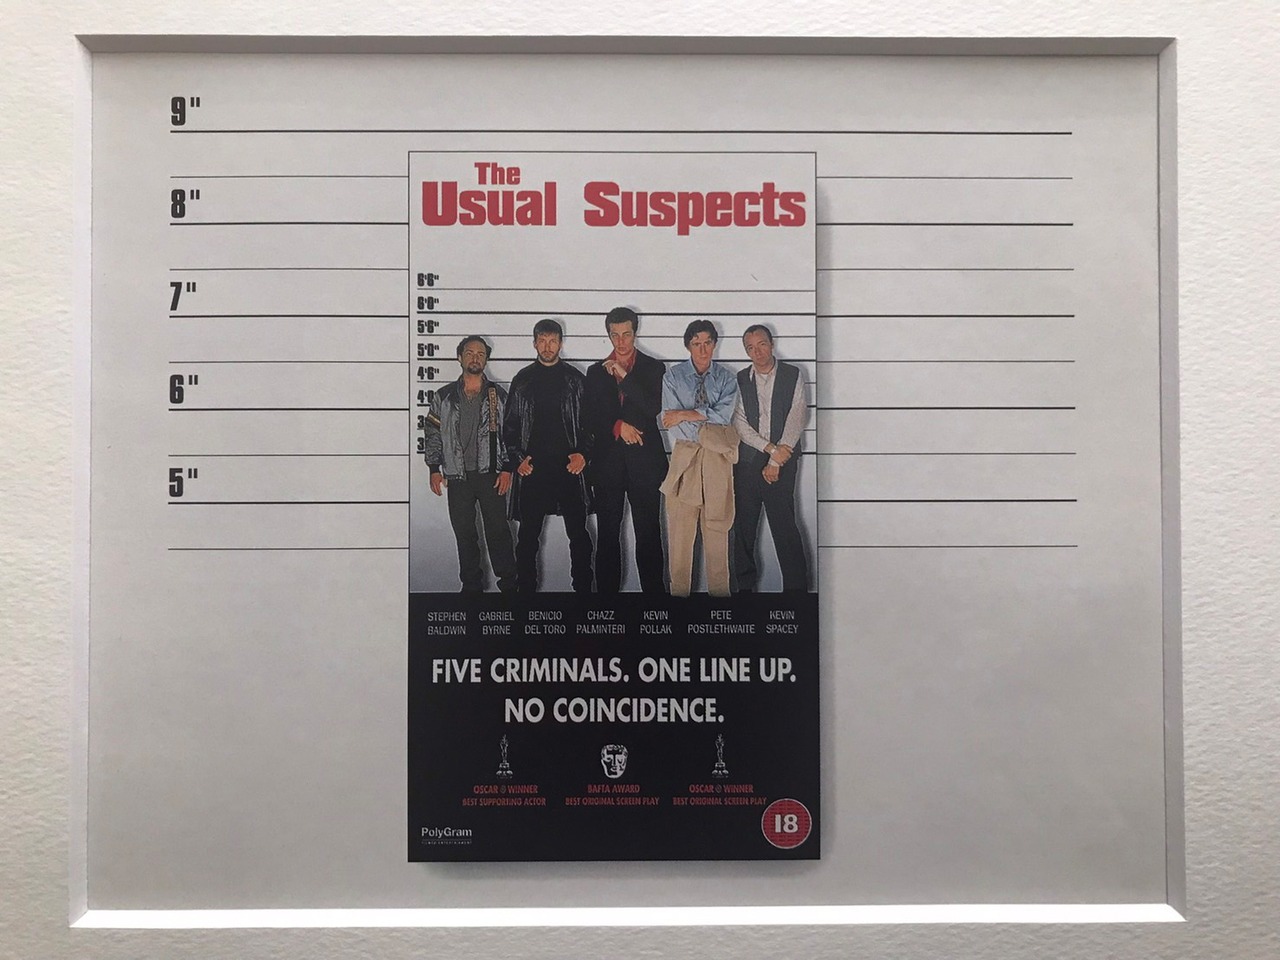 9"
8"
7"
6"
5"
The
Usual Suspects
6'6"
6'0"
5'6"
5'0"
4'6"
STEPHEN BALDWIN
GABRIEL BYRNE
BENICIO DEL TORO
CHAZZ PALMINTERI
KEVIN POLLAK
PETE POSTLETHWAITE
KEVIN SPACEY
FIVE CRIMINALS. ONE LINE UP.
NO COINCIDENCE.
OSCAR ® WINNER
BEST SUPPORTING ACTOR
BAFTA AWARD
BEST ORIGINAL SCREEN PLAY
OSCAR ® WINNER
BEST ORIGINAL SCREEN PLAY
PolyGram
18